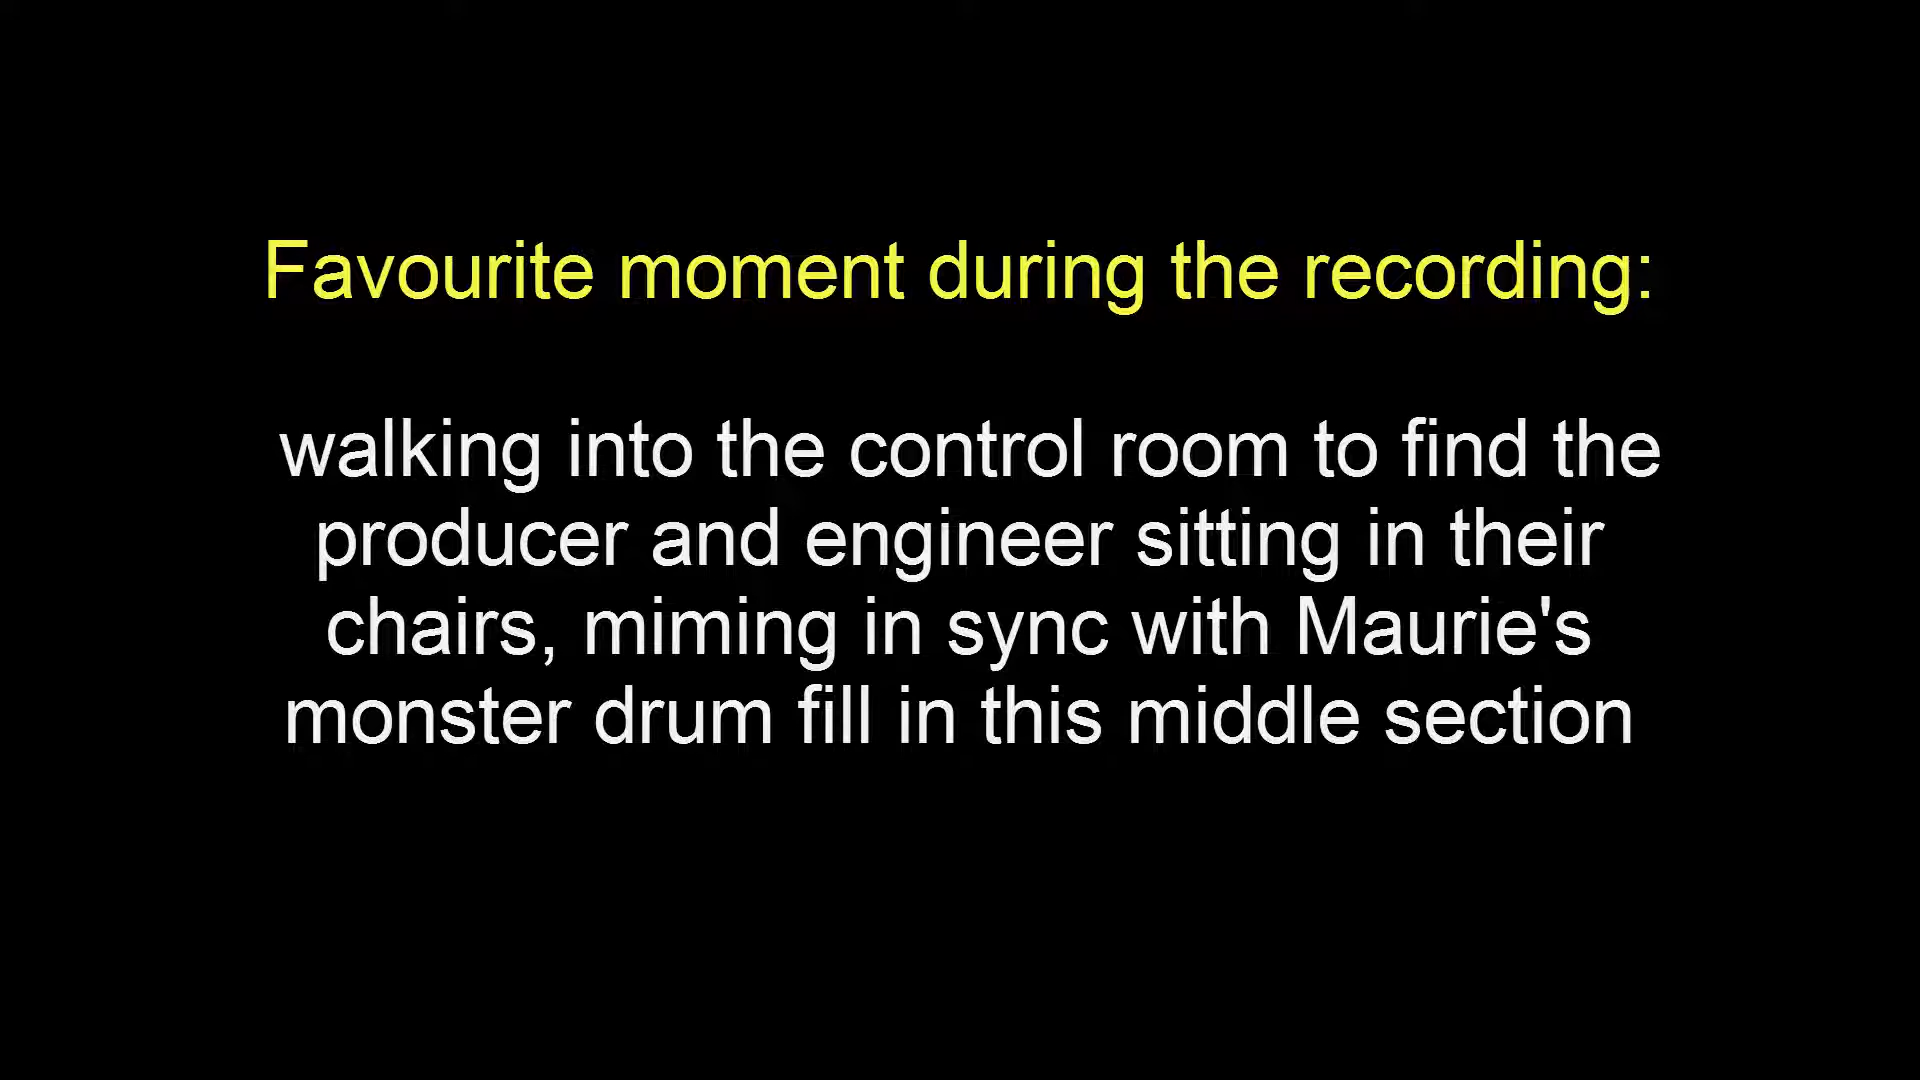 Favourite moment during the recording:
walking into the control room to find the
producer and engineer sitting in their
chairs, miming in sync with Maurie's
monster drum fill in this middle section